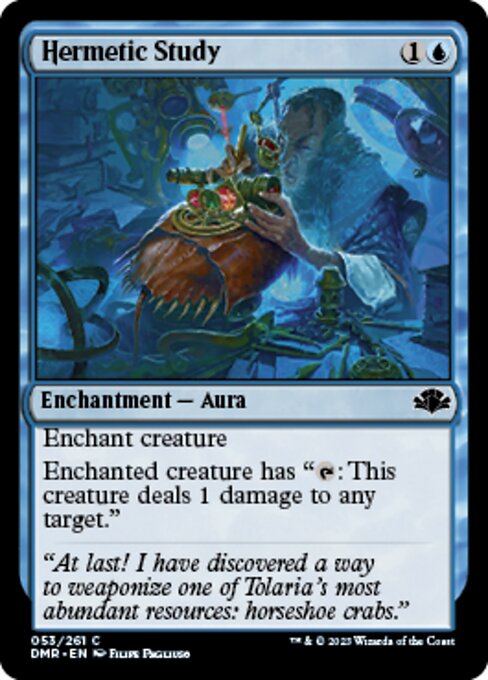 Hermetic Study 1
Enchantment — Aura
Enchant creature
Enchanted creature has “: This
creature deals 1 damage to any
target.”
“At last! I have discovered a way
to weaponize one of Tolaria’s most
abundant resources: horseshoe crabs.”
053/261 C ™ & © 2023 Wizards of the Coast
DMR • EN Filipe Pagliuso